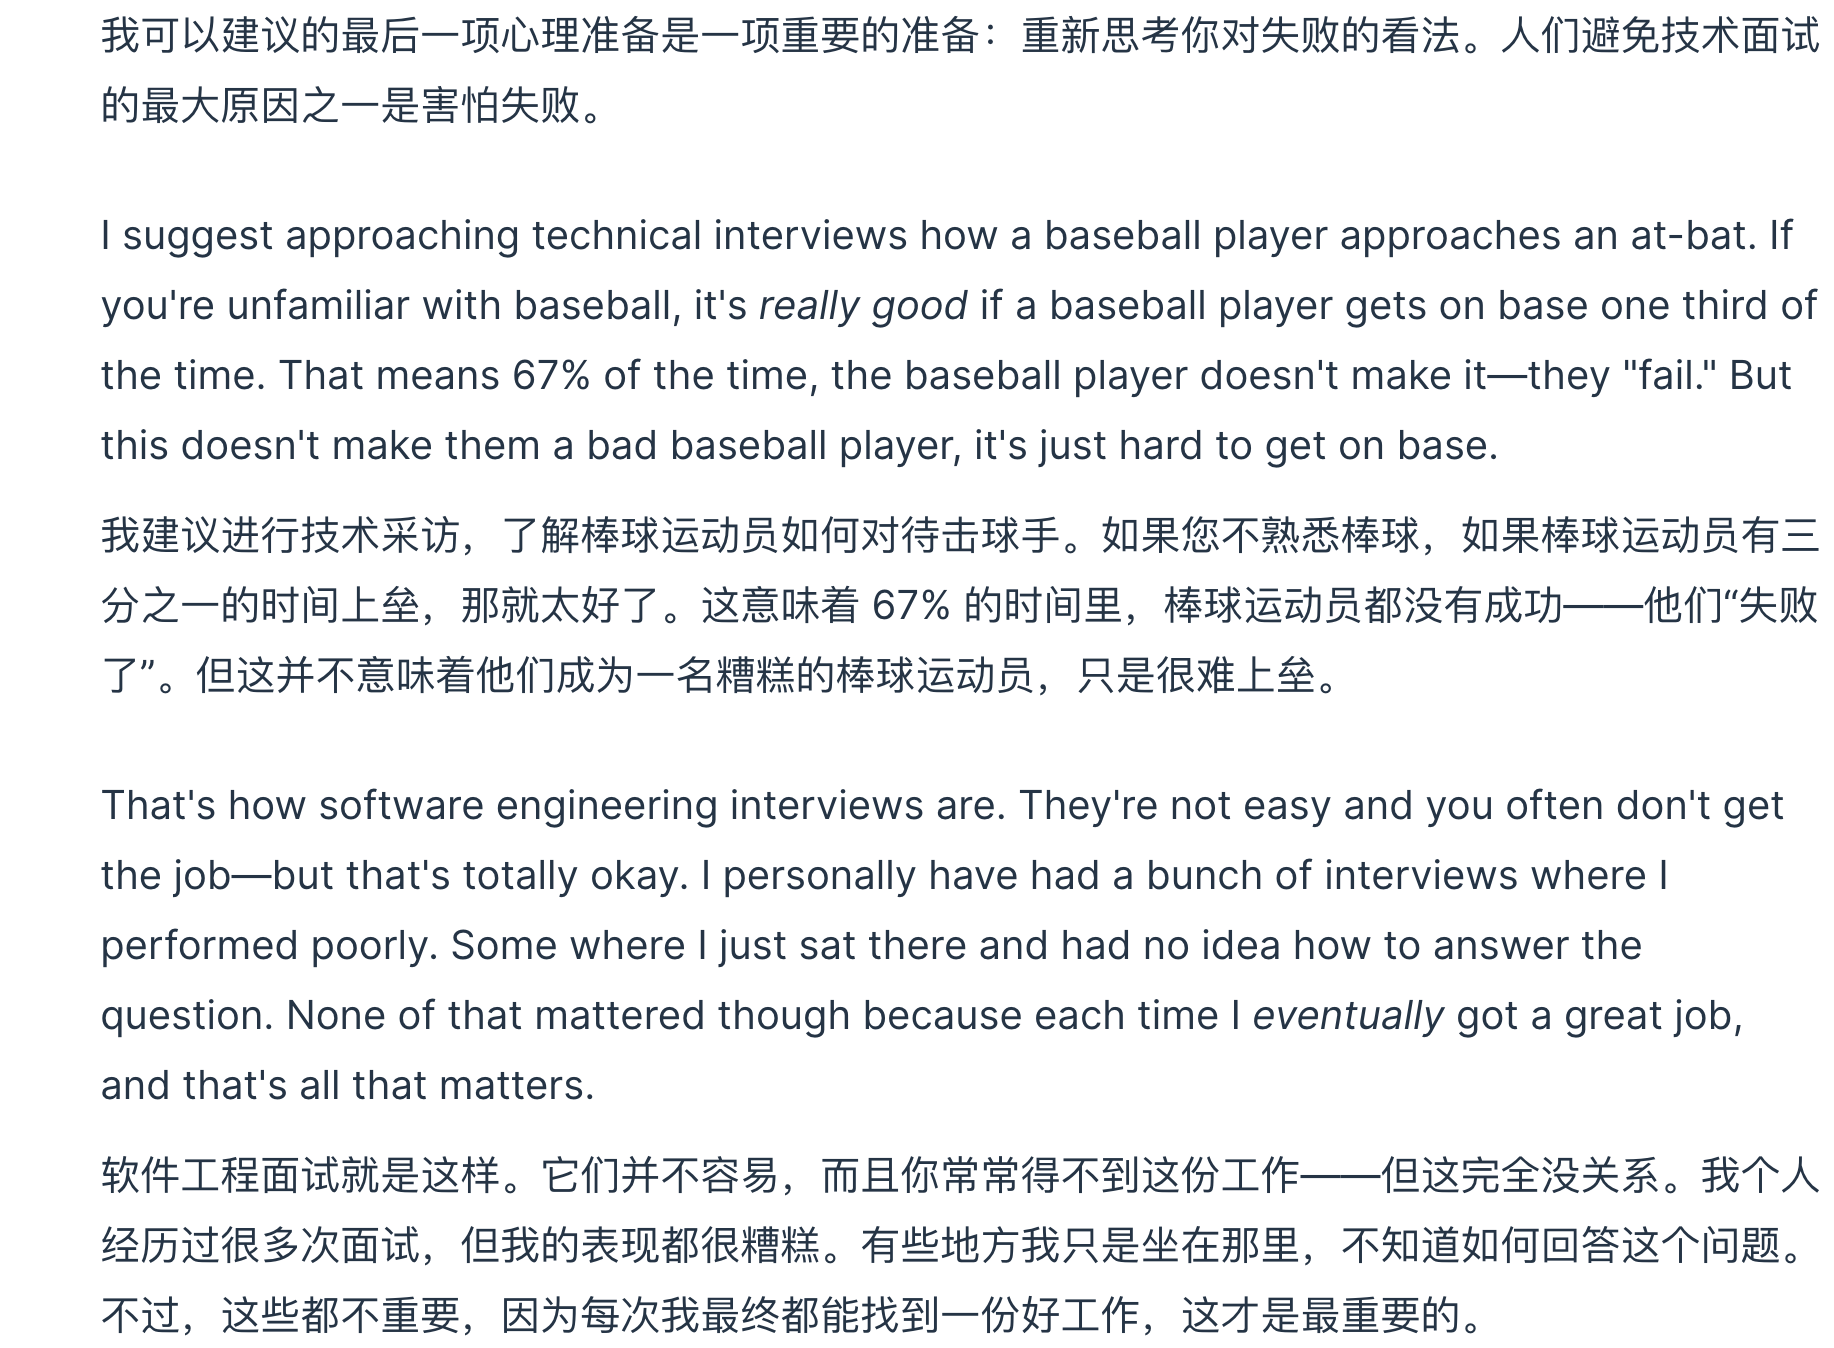 我可以建议的最后一项心理准备是一项重要的准备：重新思考你对失败的看法。人们避免技术面试
的最大原因之一是害怕失败。
I suggest approaching technical interviews how a baseball player approaches an at-bat. If
you're unfamiliar with baseball, it's really good if a baseball player gets on base one third of
the time. That means 67% of the time, the baseball player doesn't make it—they "fail." But
this doesn't make them a bad baseball player, it's just hard to get on base.
我建议进行技术采访，了解棒球运动员如何对待击球手。如果您不熟悉棒球，如果棒球运动员有三
分之一的时间上垒，那就太好了。这意味着 67% 的时间里，棒球运动员都没有成功——他们“失败
了”。但这并不意味着他们成为一名糟糕的棒球运动员，只是很难上垒。
That's how software engineering interviews are. They're not easy and you often don't get
the job—but that's totally okay. I personally have had a bunch of interviews where I
performed poorly. Some where I just sat there and had no idea how to answer the
question. None of that mattered though because each time I eventually got a great job,
and that's all that matters.
软件工程面试就是这样。它们并不容易，而且你常常得不到这份工作——但这完全没关系。我个人
经历过很多次面试，但我的表现都很糟糕。有些地方我只是坐在那里，不知道如何回答这个问题。
不过，这些都不重要，因为每次我最终都能找到一份好工作，这才是最重要的。